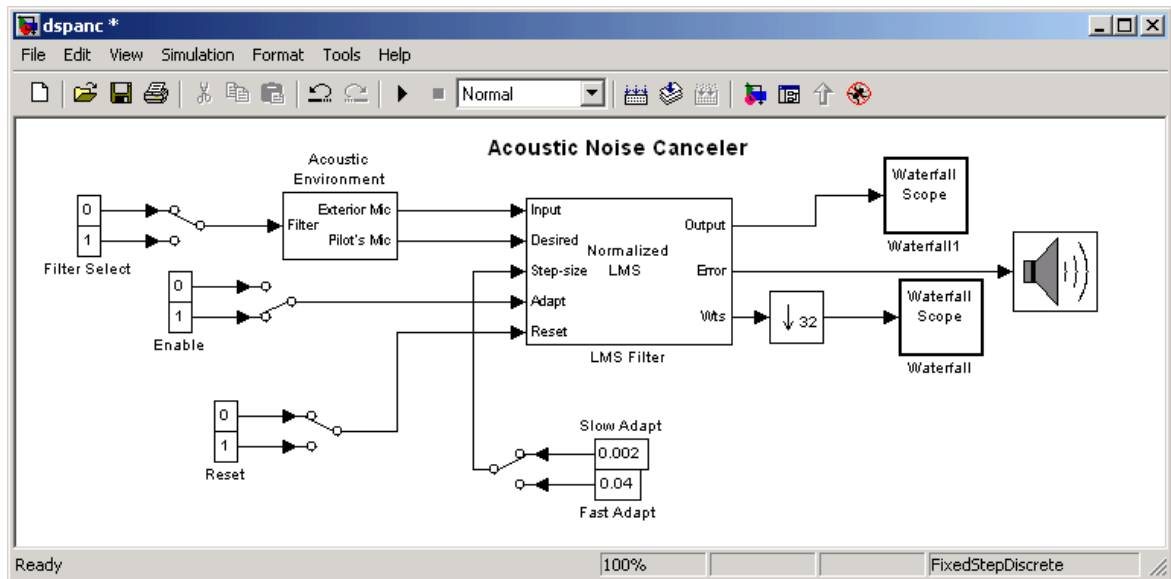 dspanc *
File Edit View Simulation Format Tools Help
Normal
Acoustic Noise Canceler
Acoustic
Environment
Filter
Exterior Mic
Pilot's Mic
0
1
Filter Select
0
1
Enable
0
1
Reset
Input
Desired
Step-size
Adapt
Reset
Normalized
LMS
Output
Error
Wts
LMS Filter
32
Waterfall
Scope
Waterfall1
Waterfall
Scope
Waterfall
Slow Adapt
0.002
0.04
Fast Adapt
Ready
100%
FixedStepDiscrete